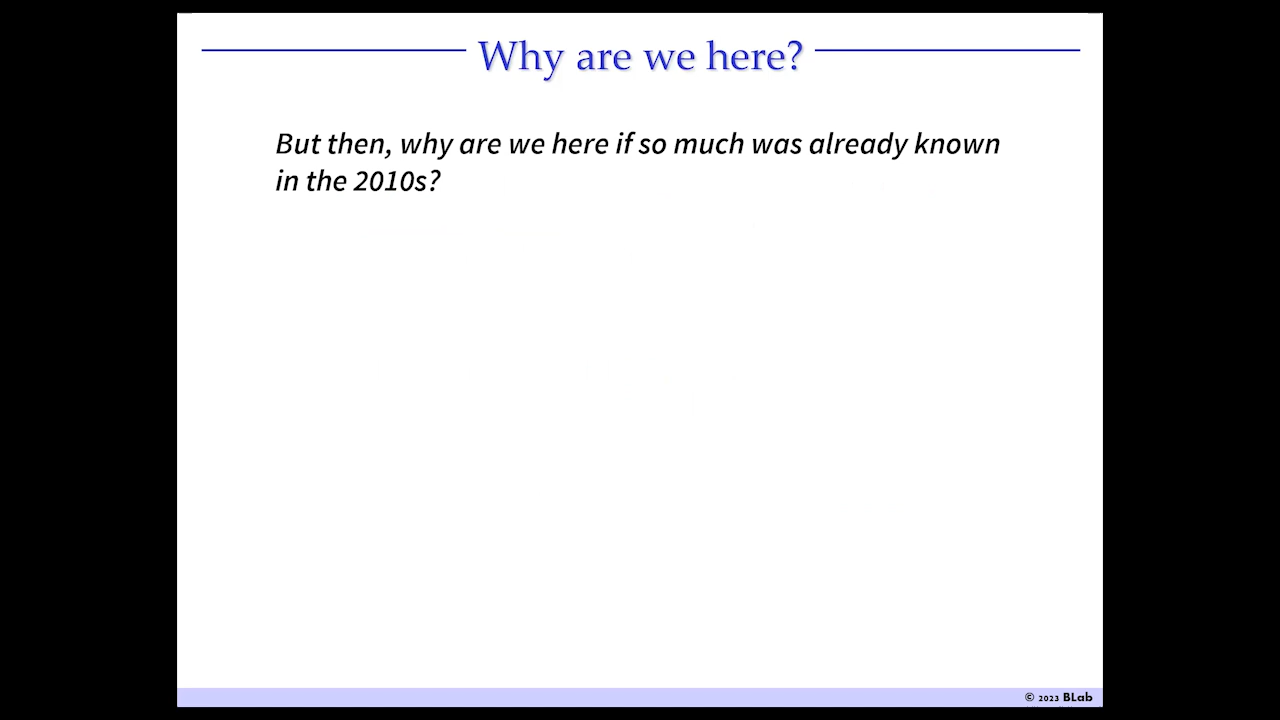 Why are we here?
But then, why are we here if so much was already known
in the 2010s?
© 2023 BLab